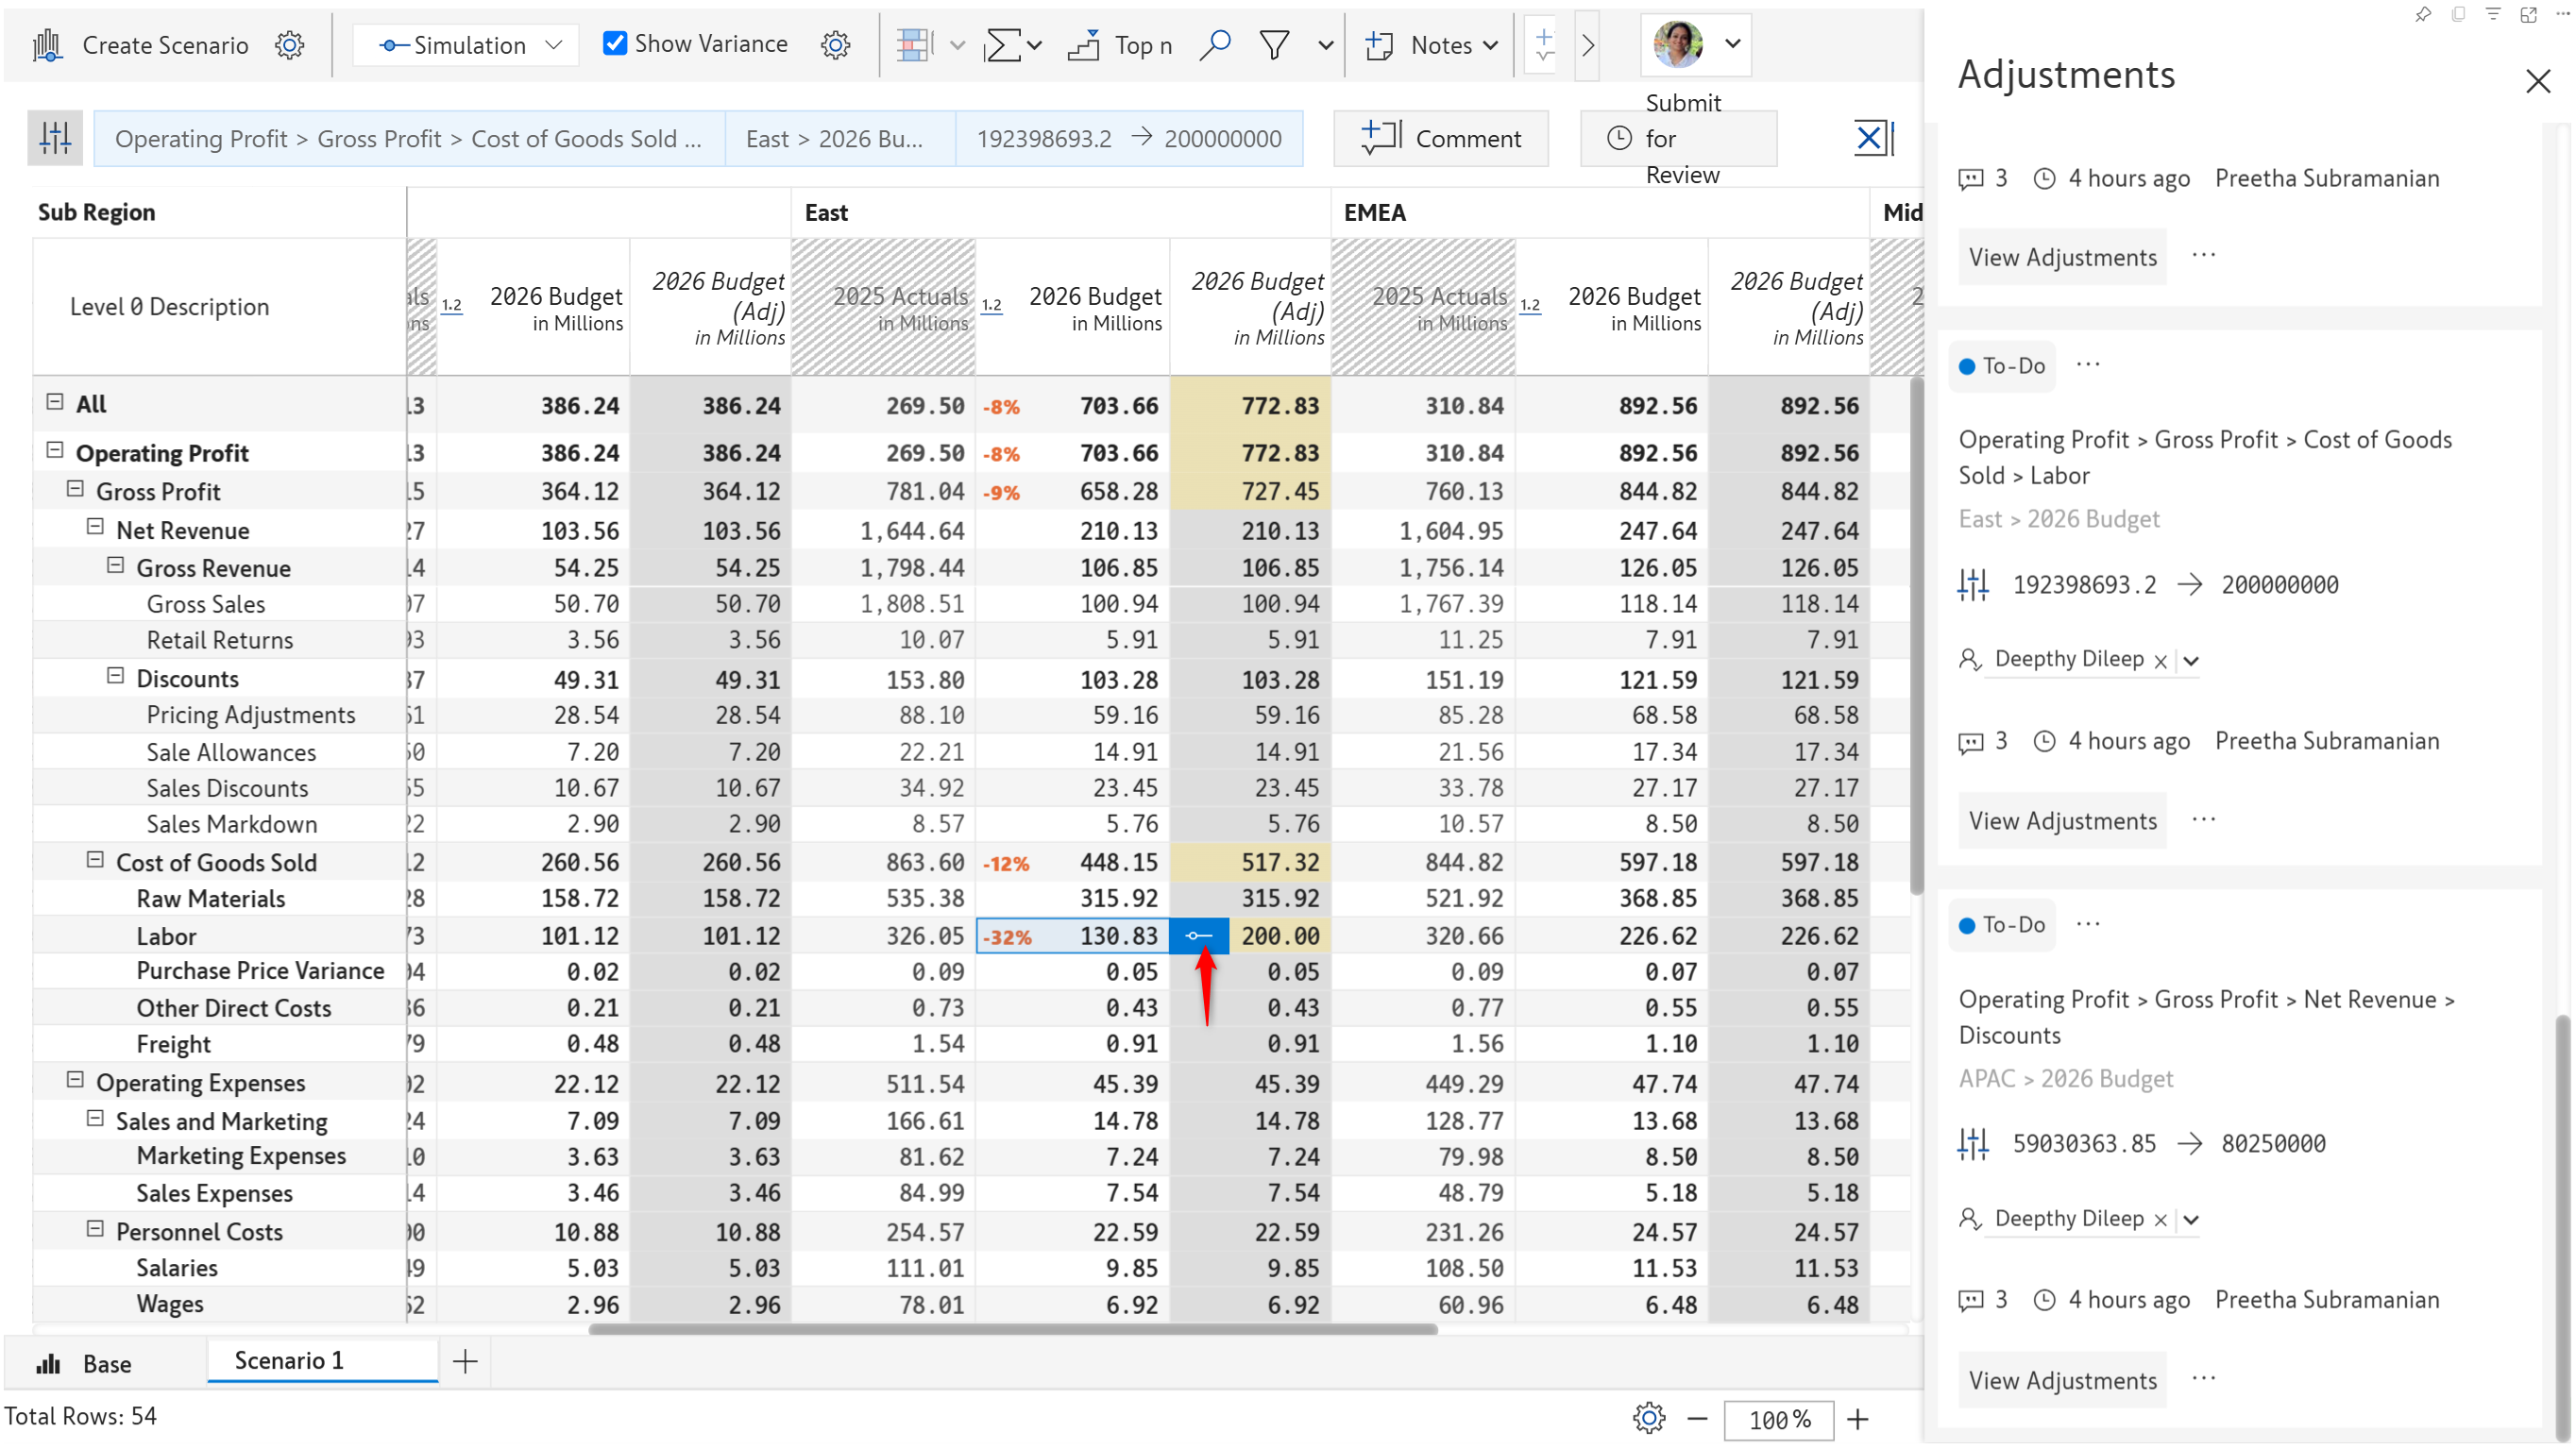 Create Scenario Simulation Show Variance Top n Notes
Operating Profit > Gross Profit > Cost of Goods Sold ... East > 2026 Bu... 192398693.2 → 200000000 Comment Submit for Review
Sub Region East EMEA Mid
Level 0 Description als ns 1.2 2026 Budget in Millions 2026 Budget (Adj) in Millions 2025 Actuals in Millions 1.2 2026 Budget in Millions 2026 Budget (Adj) in Millions 2025 Actuals in Millions 1.2 2026 Budget in Millions 2026 Budget (Adj) in Millions 2
All 13 386.24 386.24 269.50 -8% 703.66 772.83 310.84 892.56 892.56
Operating Profit 13 386.24 386.24 269.50 -8% 703.66 772.83 310.84 892.56 892.56
Gross Profit 15 364.12 364.12 781.04 -9% 658.28 727.45 760.13 844.82 844.82
Net Revenue 27 103.56 103.56 1,644.64 210.13 210.13 1,604.95 247.64 247.64
Gross Revenue 14 54.25 54.25 1,798.44 106.85 106.85 1,756.14 126.05 126.05
Gross Sales 07 50.70 50.70 1,808.51 100.94 100.94 1,767.39 118.14 118.14
Retail Returns 93 3.56 3.56 10.07 5.91 5.91 11.25 7.91 7.91
Discounts 37 49.31 49.31 153.80 103.28 103.28 151.19 121.59 121.59
Pricing Adjustments 61 28.54 28.54 88.10 59.16 59.16 85.28 68.58 68.58
Sale Allowances 0 7.20 7.20 22.21 14.91 14.91 21.56 17.34 17.34
Sales Discounts 5 10.67 10.67 34.92 23.45 23.45 33.78 27.17 27.17
Sales Markdown 22 2.90 2.90 8.57 5.76 5.76 10.57 8.50 8.50
Cost of Goods Sold 12 260.56 260.56 863.60 -12% 448.15 517.32 844.82 597.18 597.18
Raw Materials 28 158.72 158.72 535.38 315.92 315.92 521.92 368.85 368.85
Labor 73 101.12 101.12 326.05 -32% 130.83 200.00 320.66 226.62 226.62
Purchase Price Variance 04 0.02 0.02 0.09 0.05 0.05 0.09 0.07 0.07
Other Direct Costs 36 0.21 0.21 0.73 0.43 0.43 0.77 0.55 0.55
Freight 79 0.48 0.48 1.54 0.91 0.91 1.56 1.10 1.10
Operating Expenses 02 22.12 22.12 511.54 45.39 45.39 449.29 47.74 47.74
Sales and Marketing 24 7.09 7.09 166.61 14.78 14.78 128.77 13.68 13.68
Marketing Expenses 10 3.63 3.63 81.62 7.24 7.24 79.98 8.50 8.50
Sales Expenses 14 3.46 3.46 84.99 7.54 7.54 48.79 5.18 5.18
Personnel Costs 00 10.88 10.88 254.57 22.59 22.59 231.26 24.57 24.57
Salaries 49 5.03 5.03 111.01 9.85 9.85 108.50 11.53 11.53
Wages 52 2.96 2.96 78.01 6.92 6.92 60.96 6.48 6.48
Base Scenario 1
Total Rows: 54 100%
Adjustments
3 4 hours ago Preetha Subramanian
View Adjustments ...
To-Do ...
Operating Profit > Gross Profit > Cost of Goods
Sold > Labor
East > 2026 Budget
192398693.2 → 200000000
Deepthy Dileep
3 4 hours ago Preetha Subramanian
View Adjustments ...
To-Do ...
Operating Profit > Gross Profit > Net Revenue >
Discounts
APAC > 2026 Budget
59030363.85 → 80250000
Deepthy Dileep
3 4 hours ago Preetha Subramanian
View Adjustments ...